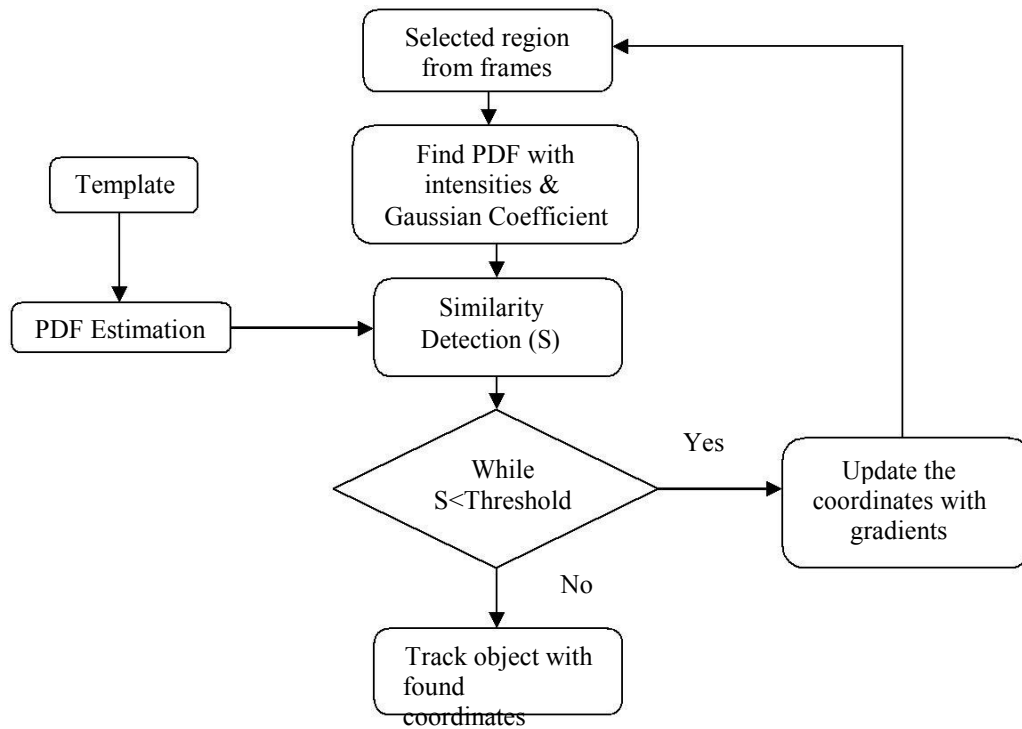 Selected region
from frames
Find PDF with
intensities &
Gaussian Coefficient
Template
PDF Estimation
Similarity
Detection (S)
While
S<Threshold
Yes
Update the
coordinates with
gradients
No
Track object with
found
coordinates